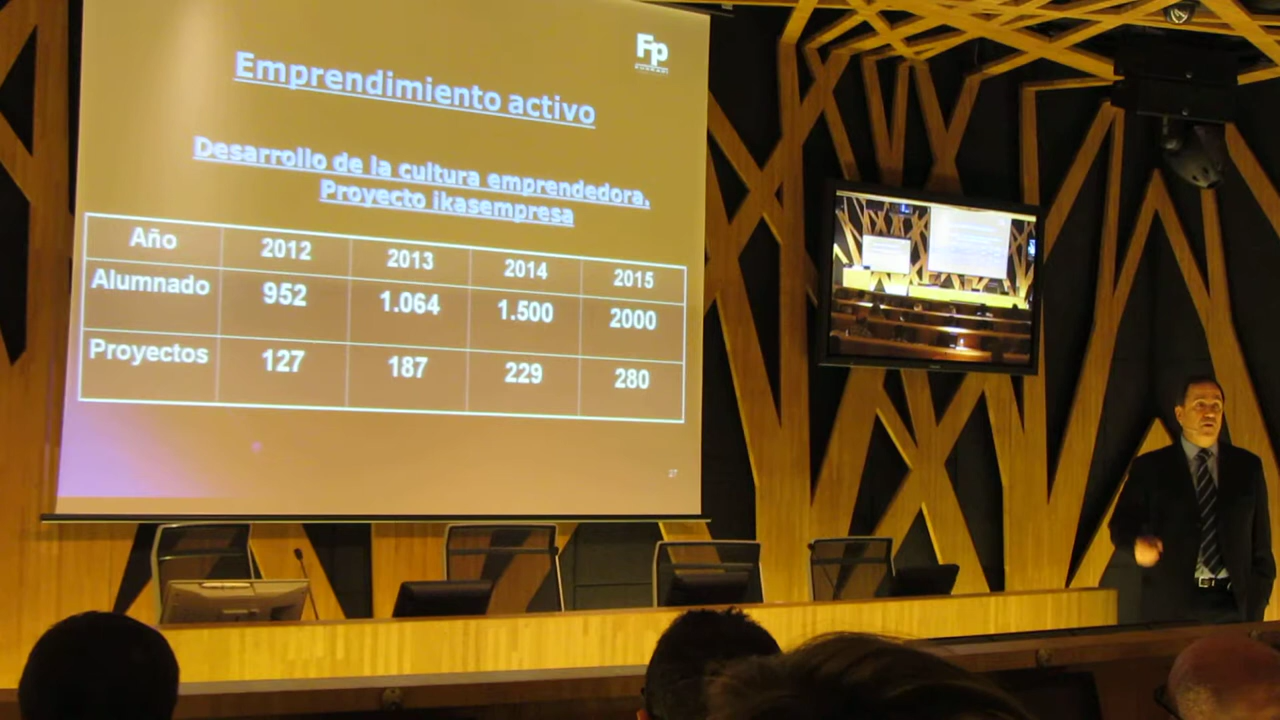 Fp
Emprendimiento activo
Desarrollo de la cultura emprendedora.
Proyecto ikasempresa
Año 2012 2013 2014 2015
Alumnado 952 1.064 1.500 2000
Proyectos 127 187 229 280